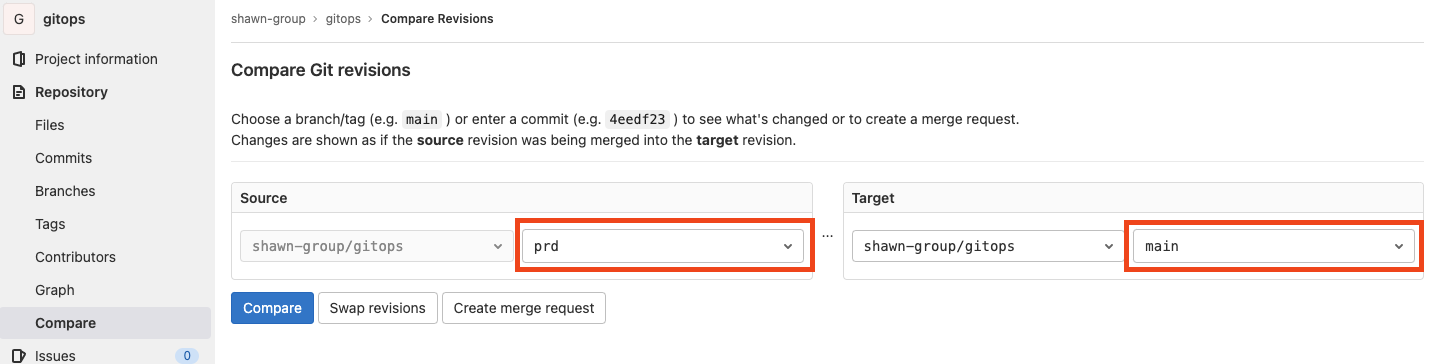 G gitops
shawn-group › gitops › Compare Revisions
Project information
Repository
Files
Commits
Branches
Tags
Contributors
Graph
Compare
Issues 0
Compare Git revisions
Choose a branch/tag (e.g. main ) or enter a commit (e.g. 4eedf23 ) to see what's changed or to create a merge request.
Changes are shown as if the source revision was being merged into the target revision.
Source
shawn-group/gitops prd
...
Target
shawn-group/gitops main
Compare Swap revisions Create merge request